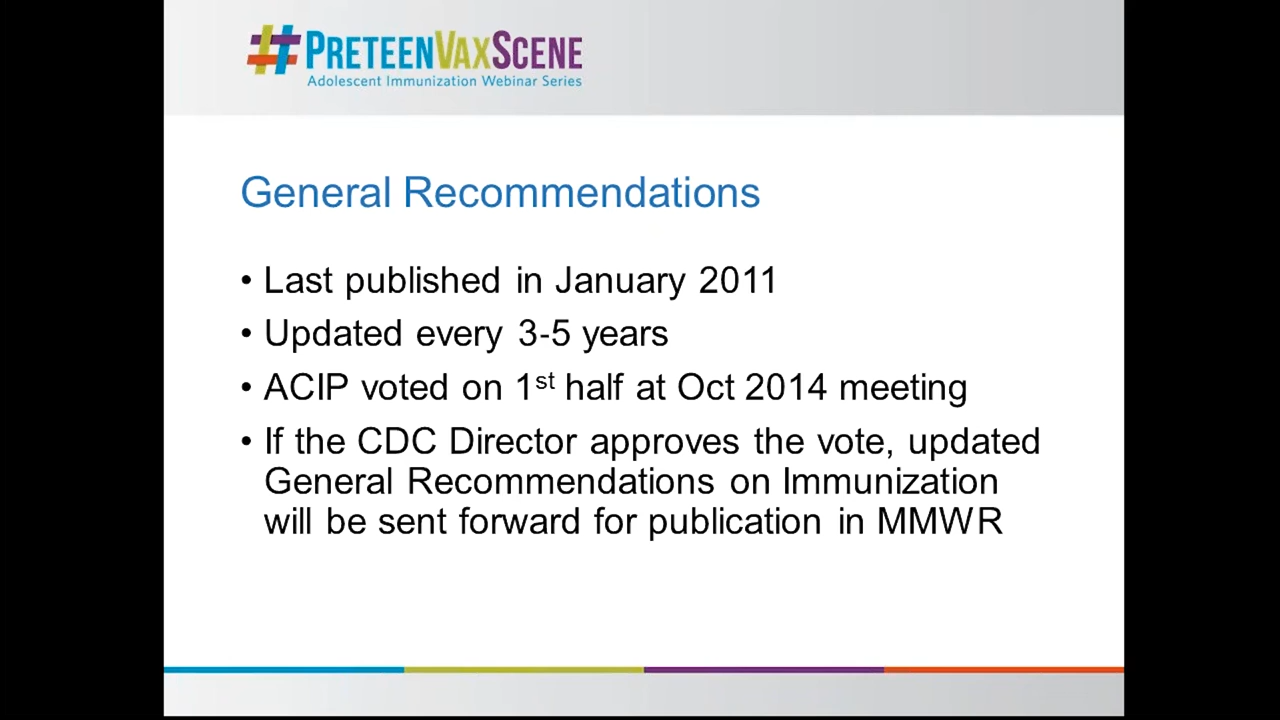 #PRETEENVAXSCENE
Adolescent Immunization Webinar Series
General Recommendations
• Last published in January 2011
• Updated every 3-5 years
• ACIP voted on 1st half at Oct 2014 meeting
• If the CDC Director approves the vote, updated
General Recommendations on Immunization
will be sent forward for publication in MMWR